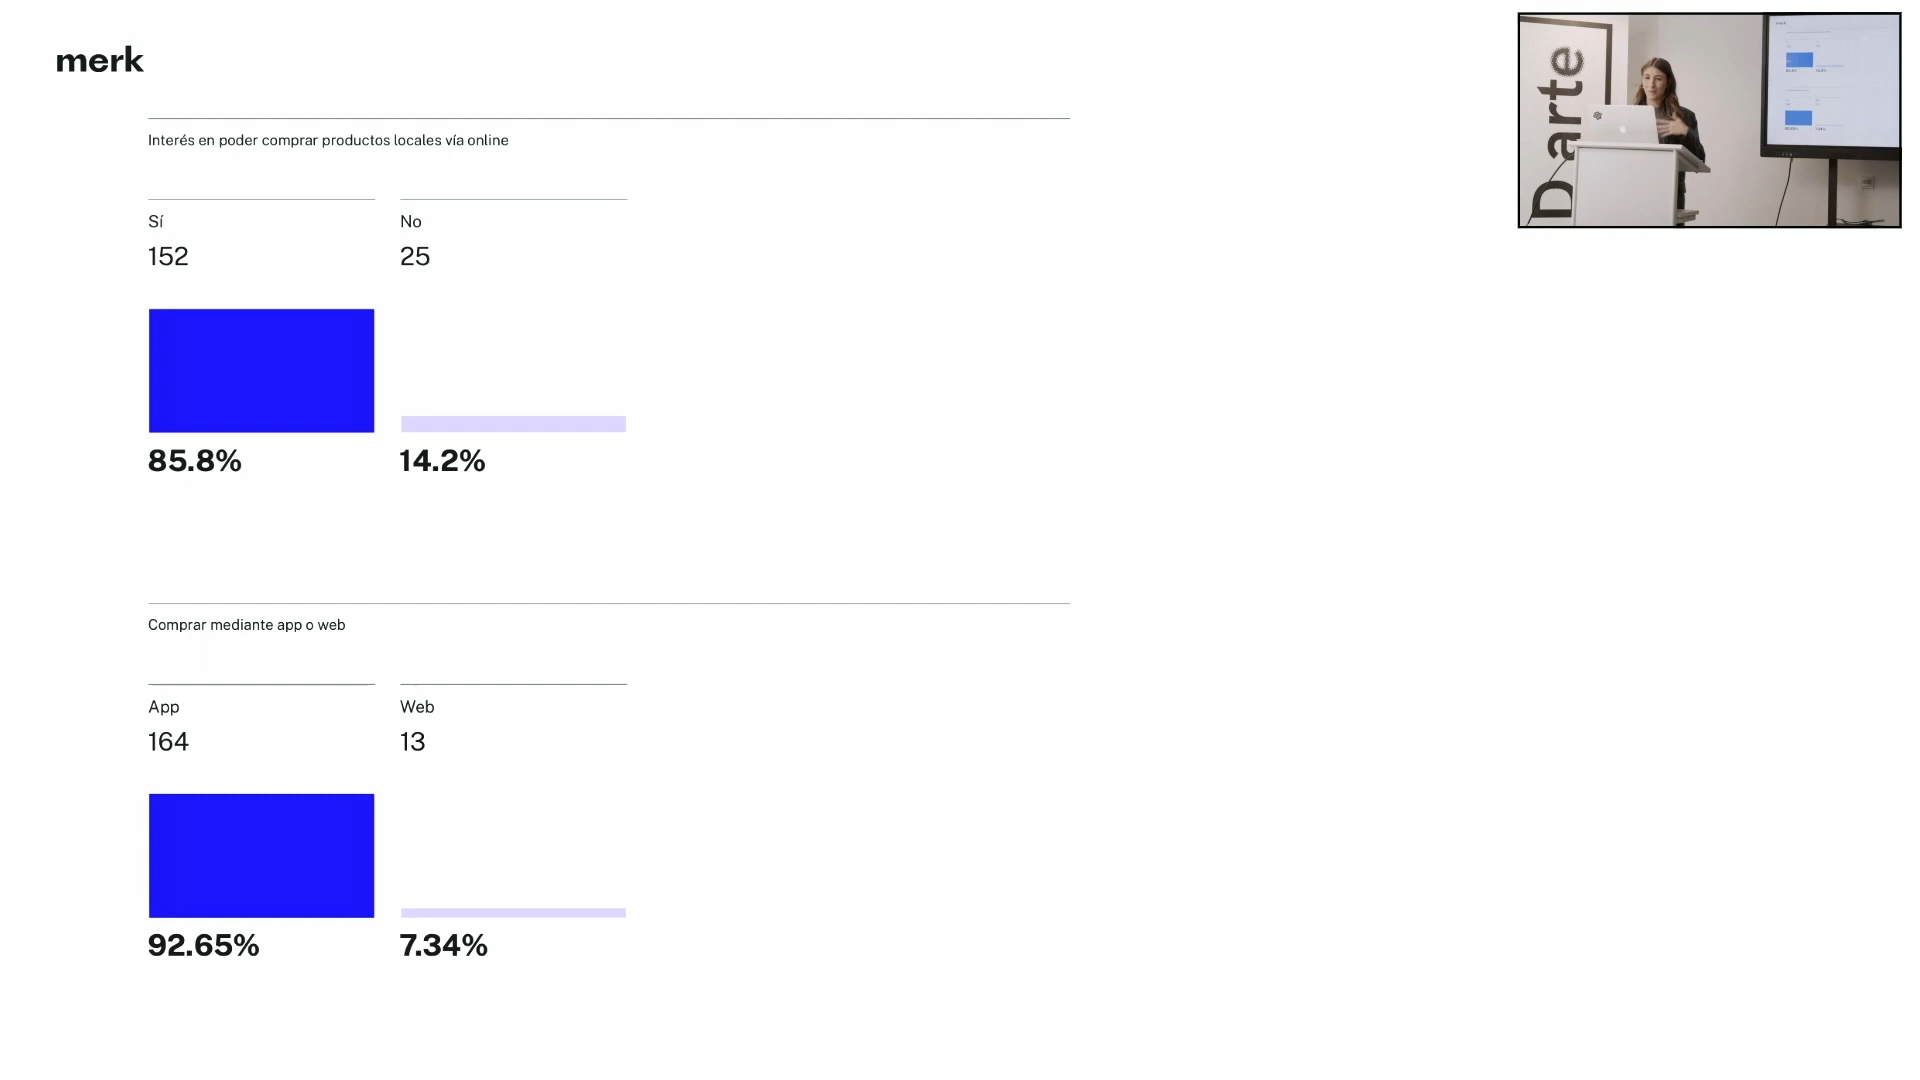 merk
Interés en poder comprar productos locales vía online
Sí
No
152
25
85.8%
14.2%
Comprar mediante app o web
App
Web
164
13
92.65%
7.34%
Darte
merk